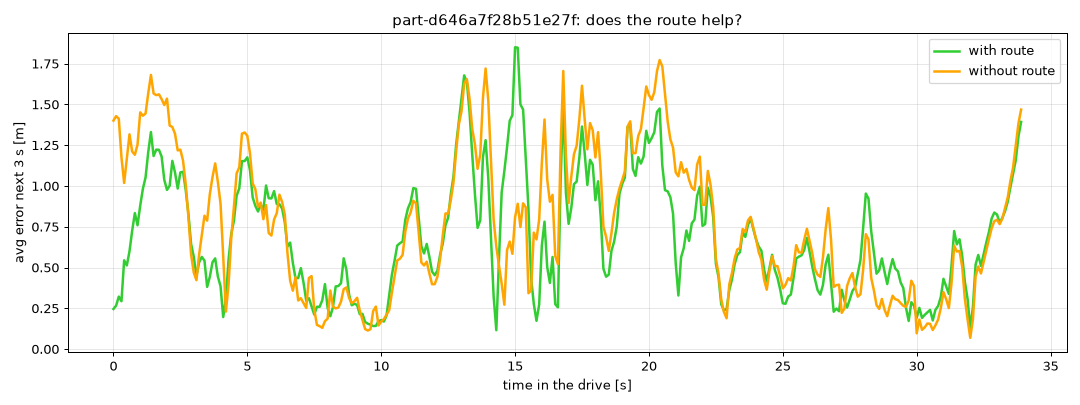 part-d646a7f28b51e27f: does the route help?
with route
without route
avg error next 3 s [m]
1.75
1.50
1.25
1.00
0.75
0.50
0.25
0.00
0 5 10 15 20 25 30 35
time in the drive [s]